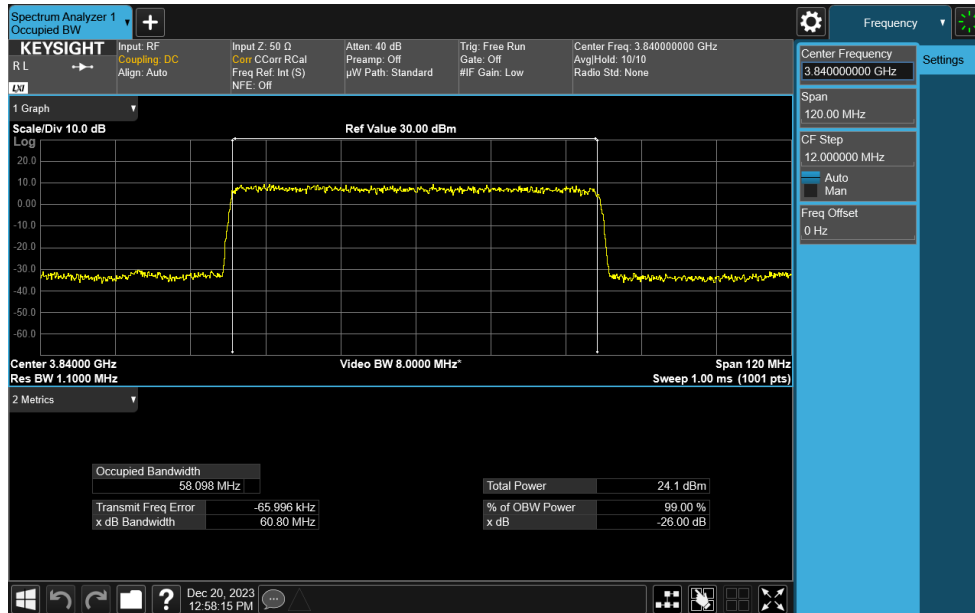 Spectrum Analyzer 1
Occupied BW
Frequency
KEYSIGHT
R L
LXI
Input: RF
Coupling: DC
Align: Auto
Input Z: 50 Ω
Corr CCorr RCal
Freq Ref: Int (S)
NFE: Off
Atten: 40 dB
Preamp: Off
µW Path: Standard
Trig: Free Run
Gate: Off
#IF Gain: Low
Center Freq: 3.840000000 GHz
Avg|Hold: 10/10
Radio Std: None
Center Frequency
3.840000000 GHz
Settings
Span
120.00 MHz
CF Step
12.000000 MHz
Auto
Man
Freq Offset
0 Hz
1 Graph
Scale/Div 10.0 dB
Ref Value 30.00 dBm
Log
20.0
10.0
0.00
-10.0
-20.0
-30.0
-40.0
-50.0
-60.0
Center 3.84000 GHz
Video BW 8.0000 MHz*
Span 120 MHz
Res BW 1.1000 MHz
Sweep 1.00 ms (1001 pts)
2 Metrics
Occupied Bandwidth
58.098 MHz
Total Power 24.1 dBm
Transmit Freq Error -65.996 kHz
% of OBW Power 99.00 %
x dB Bandwidth 60.80 MHz
x dB -26.00 dB
?
Dec 20, 2023
12:58:15 PM